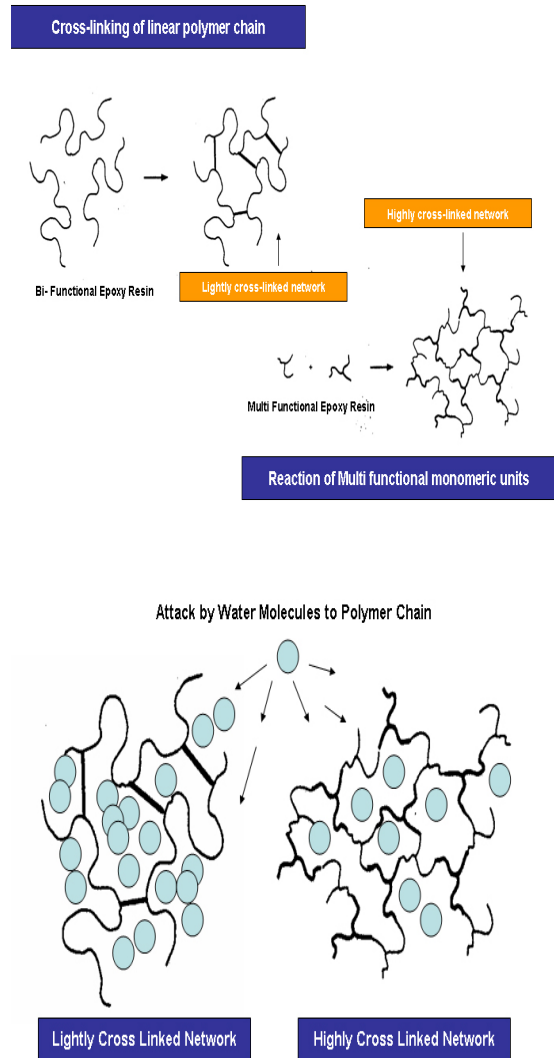 Cross-linking of linear polymer chain
Highly cross-linked network
Bi- Functional Epoxy Resin
Lightly cross-linked network
Multi Functional Epoxy Resin
Reaction of Multi functional monomeric units
Attack by Water Molecules to Polymer Chain
Lightly Cross Linked Network
Highly Cross Linked Network